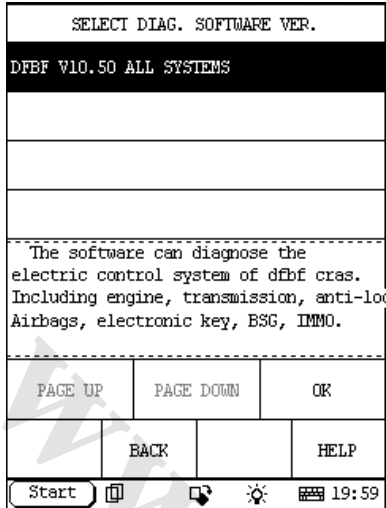 SELECT DIAG. SOFTWARE VER.
DFBF V10.50 ALL SYSTEMS
The software can diagnose the
electric control system of dfbf cras.
Including engine, transmission, anti-loc
Airbags, electronic key, BSG, IMMO.
PAGE UP PAGE DOWN OK
BACK HELP
Start 19:59